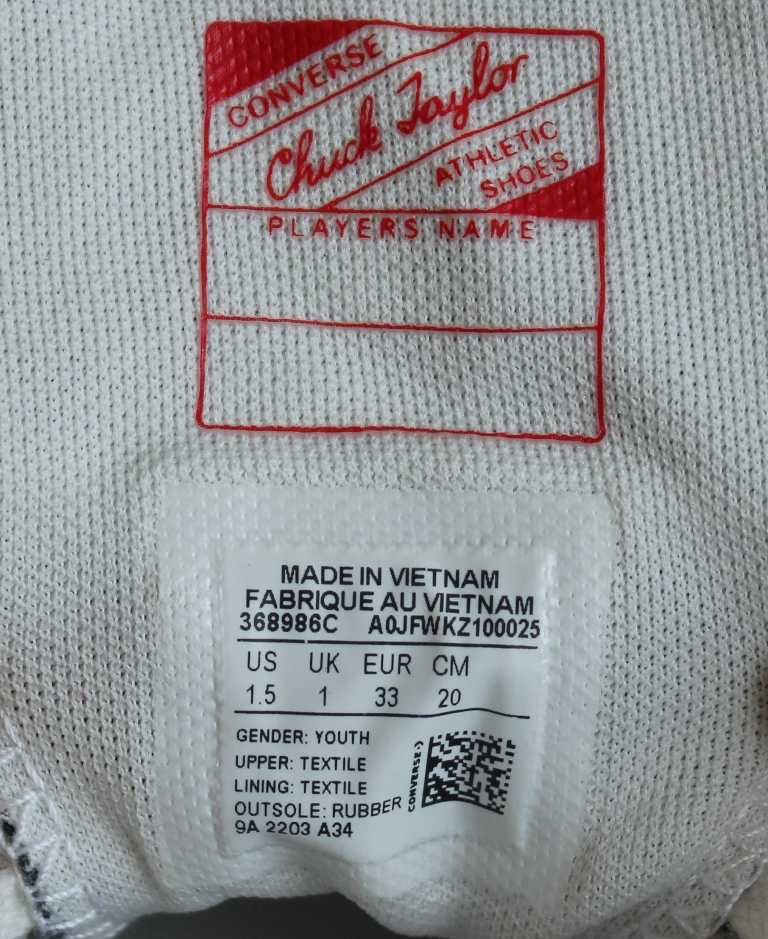 CONVERSE
Chuck Taylor
ATHLETIC
SHOES
PLAYERS NAME
MADE IN VIETNAM
FABRIQUE AU VIETNAM
368986C A0JFWKZ100025
US UK EUR CM
1.5 1 33 20
GENDER: YOUTH
UPPER: TEXTILE
LINING: TEXTILE
OUTSOLE: RUBBER
9A 2203 A34
CONVERSE:)